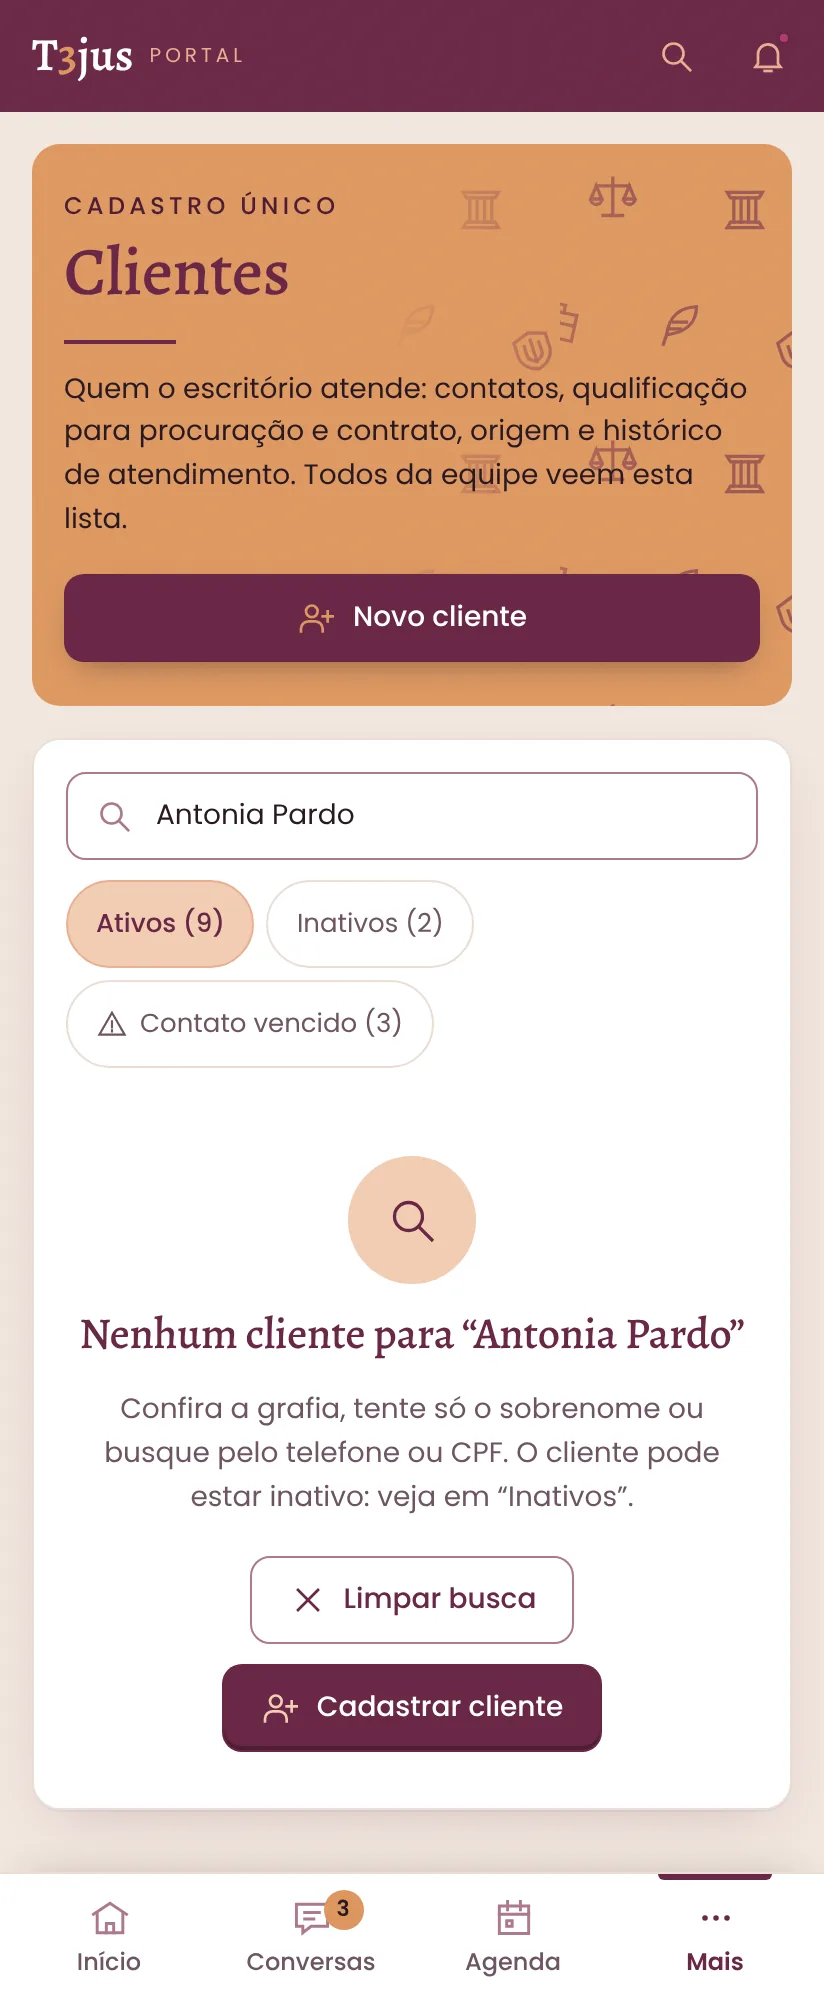 T3jus PORTAL
CADASTRO ÚNICO
Clientes
Quem o escritório atende: contatos, qualificação
para procuração e contrato, origem e histórico
de atendimento. Todos da equipe veem esta
lista.
Novo cliente
Antonia Pardo
Ativos (9)
Inativos (2)
Contato vencido (3)
Nenhum cliente para “Antonia Pardo”
Confira a grafia, tente só o sobrenome ou
busque pelo telefone ou CPF. O cliente pode
estar inativo: veja em “Inativos”.
Limpar busca
Cadastrar cliente
3
Início
Conversas
Agenda
Mais